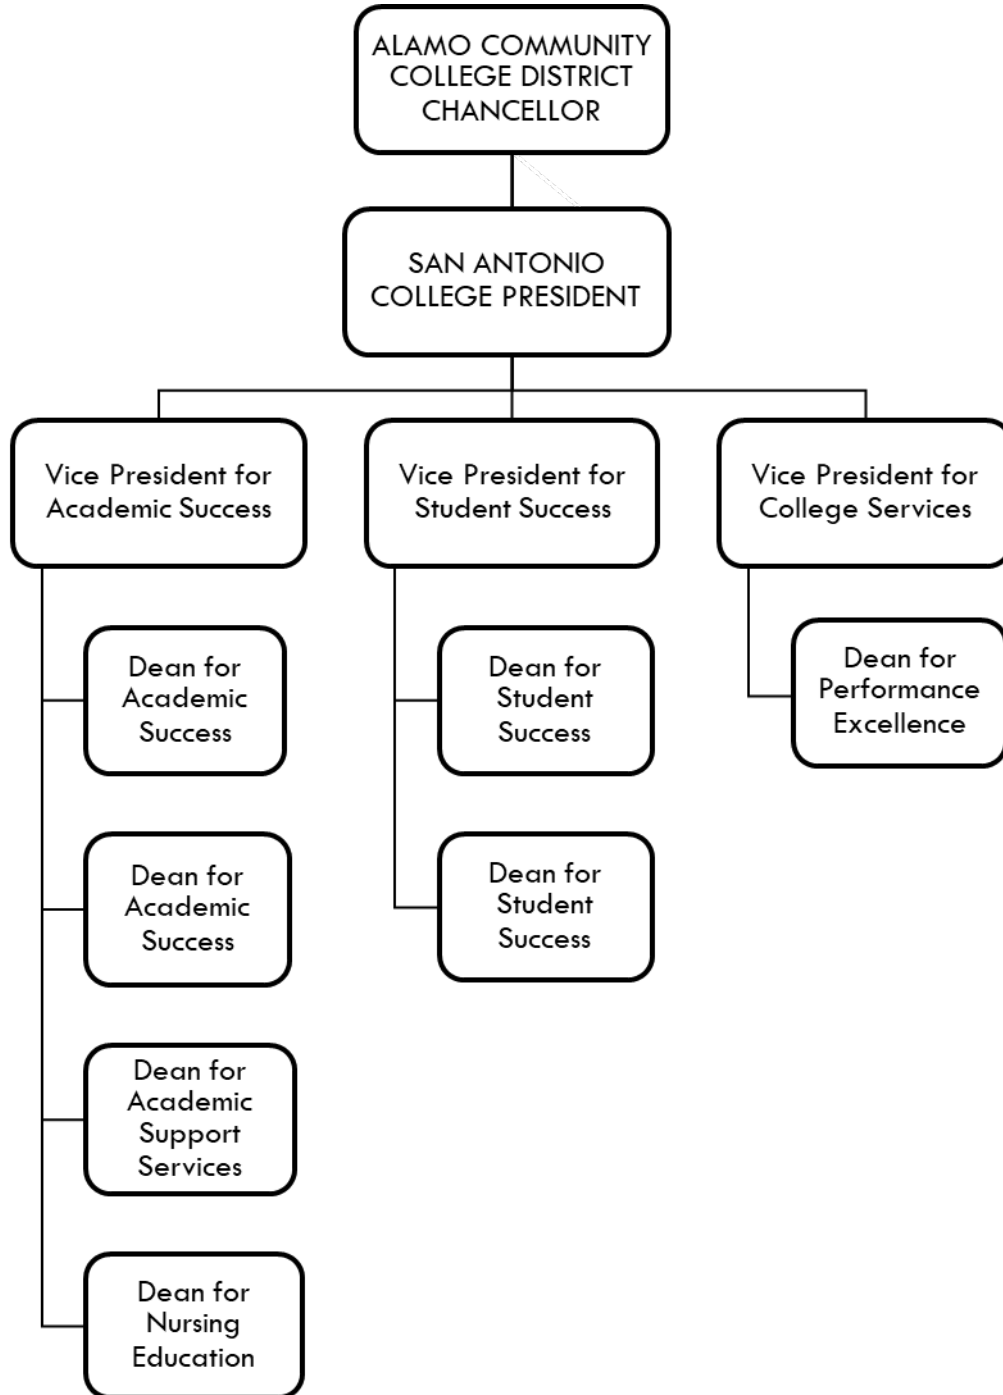 ALAMO COMMUNITY
COLLEGE DISTRICT
CHANCELLOR
SAN ANTONIO
COLLEGE PRESIDENT
Vice President for
Academic Success
Vice President for
Student Success
Vice President for
College Services
Dean for
Academic
Success
Dean for
Academic
Success
Dean for
Academic
Support
Services
Dean for
Nursing
Education
Dean for
Student
Success
Dean for
Student
Success
Dean for
Performance
Excellence